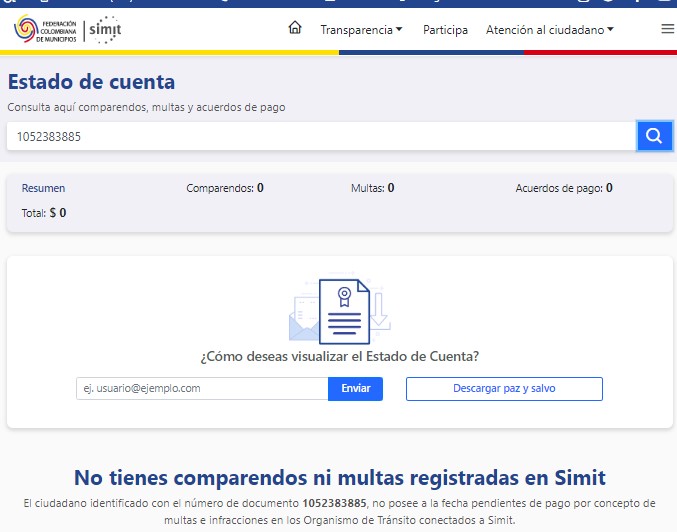 FEDERACIÓN
COLOMBIANA
DE MUNICIPIOS
simit
Transparencia
Participa
Atención al ciudadano
Estado de cuenta
Consulta aquí comparendos, multas y acuerdos de pago
1052383885
Resumen Comparendos: 0 Multas: 0 Acuerdos de pago: 0
Total: $ 0
¿Cómo deseas visualizar el Estado de Cuenta?
ej. usuario@ejemplo.com Enviar Descargar paz y salvo
No tienes comparendos ni multas registradas en Simit
El ciudadano identificado con el número de documento 1052383885, no posee a la fecha pendientes de pago por concepto de
multas e infracciones en los Organismo de Tránsito conectados a Simit.